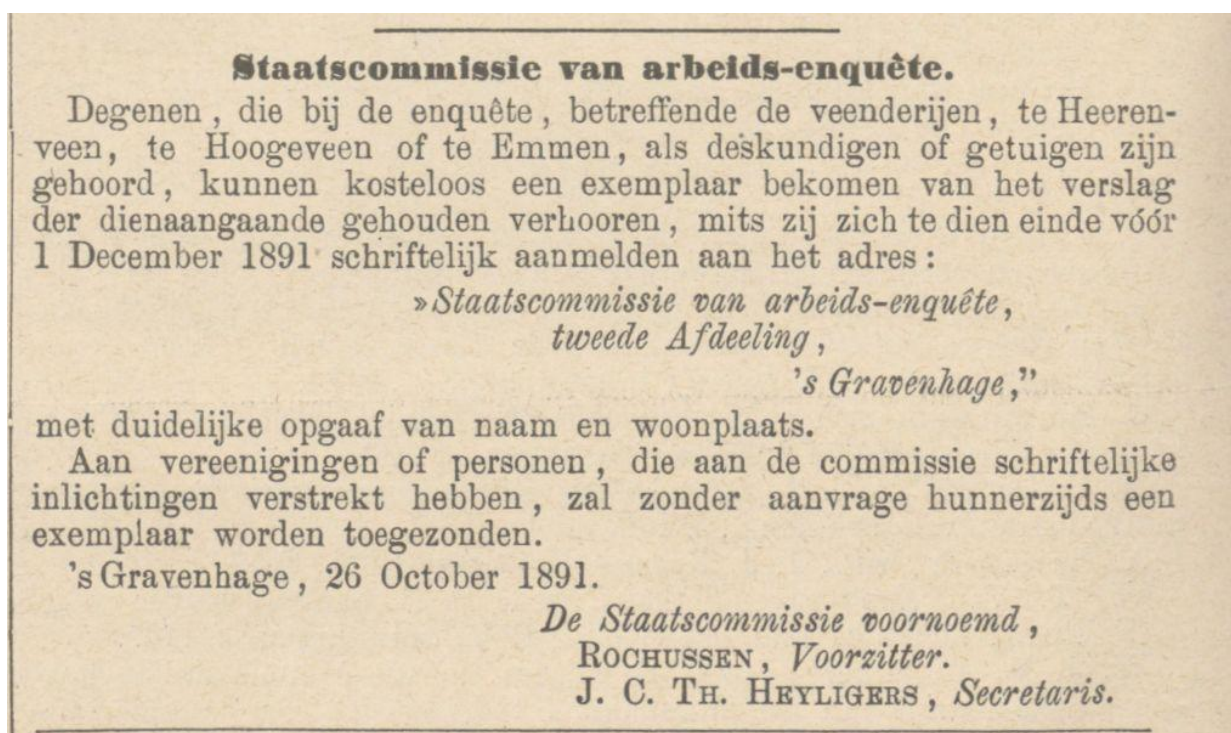 Staatscommissie van arbeids-enquête.
Degenen, die bij de enquête, betreffende de veenderijen, te Heeren-
veen, te Hoogeveen of te Emmen, als deskundigen of getuigen zijn
gehoord, kunnen kosteloos een exemplaar bekomen van het verslag
der dienaangaande gehouden verhooren, mits zij zich te dien einde vóór
1 December 1891 schriftelijk aanmelden aan het adres:
»Staatscommissie van arbeids-enquête,
tweede Afdeeling,
's Gravenhage,”
met duidelijke opgaaf van naam en woonplaats.
Aan vereenigingen of personen, die aan de commissie schriftelijke
inlichtingen verstrekt hebben, zal zonder aanvrage hunnerzijds een
exemplaar worden toegezonden.
's Gravenhage, 26 October 1891.
De Staatscommissie voornoemd,
ROCHUSSEN, Voorzitter.
J. C. TH. HEYLIGERS, Secretaris.